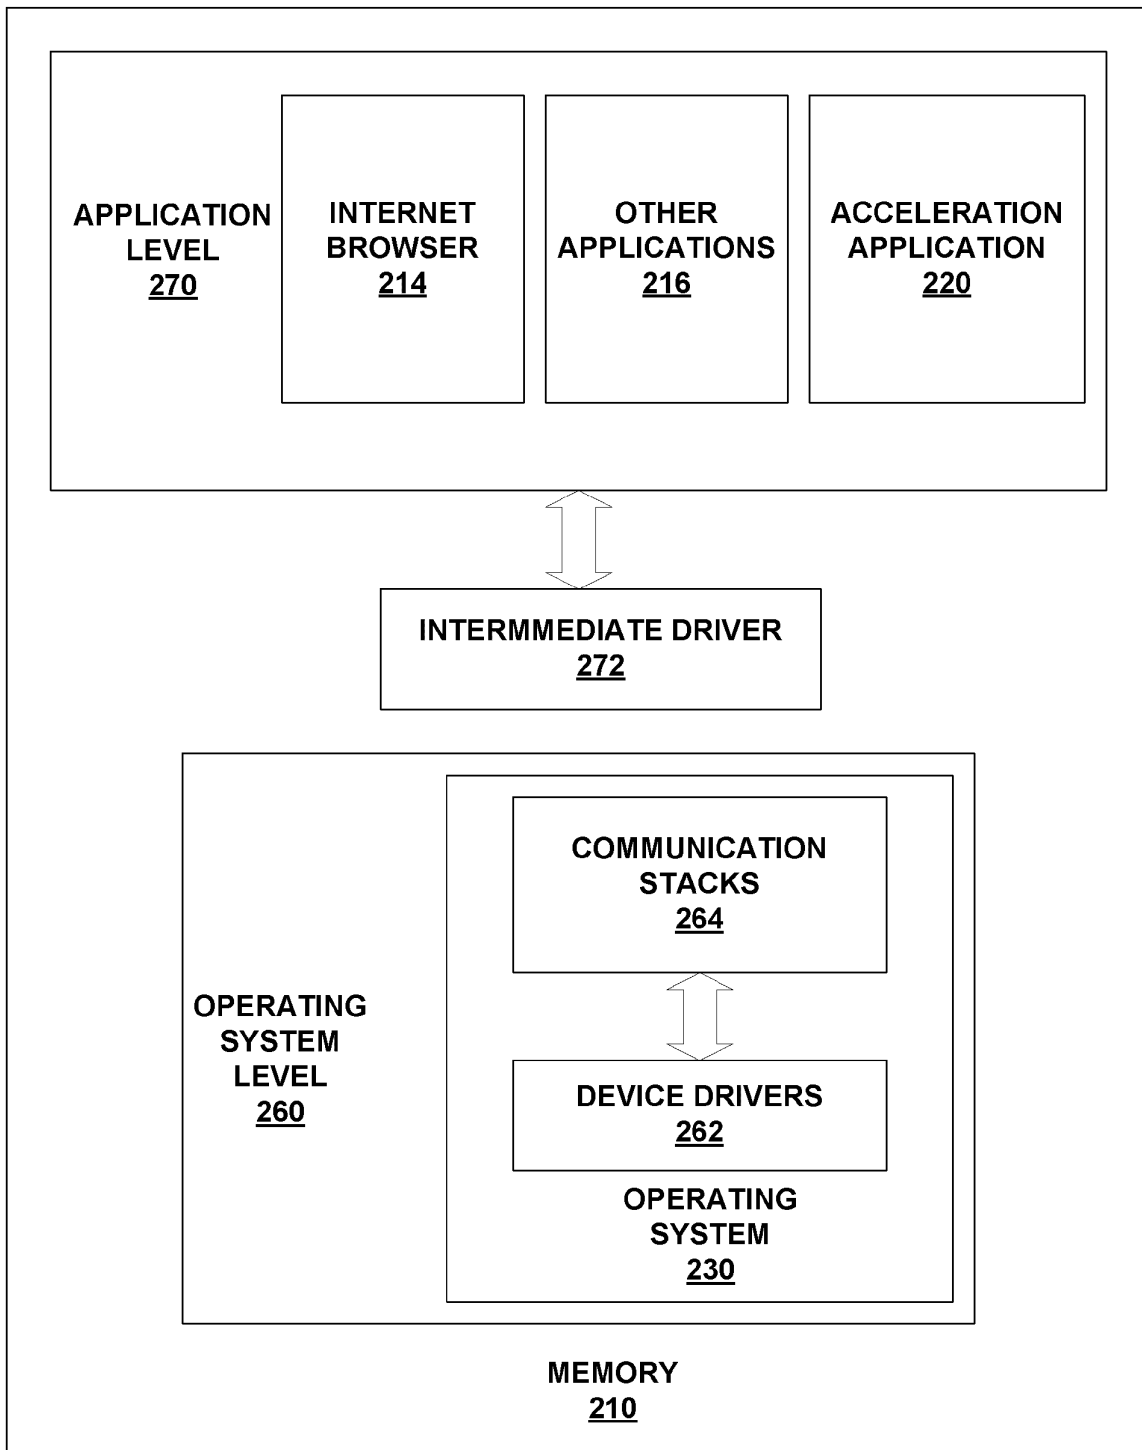 APPLICATION
LEVEL
270
INTERNET
BROWSER
214
OTHER
APPLICATIONS
216
ACCELERATION
APPLICATION
220
INTERMMEDIATE DRIVER
272
OPERATING
SYSTEM
LEVEL
260
COMMUNICATION
STACKS
264
DEVICE DRIVERS
262
OPERATING
SYSTEM
230
MEMORY
210